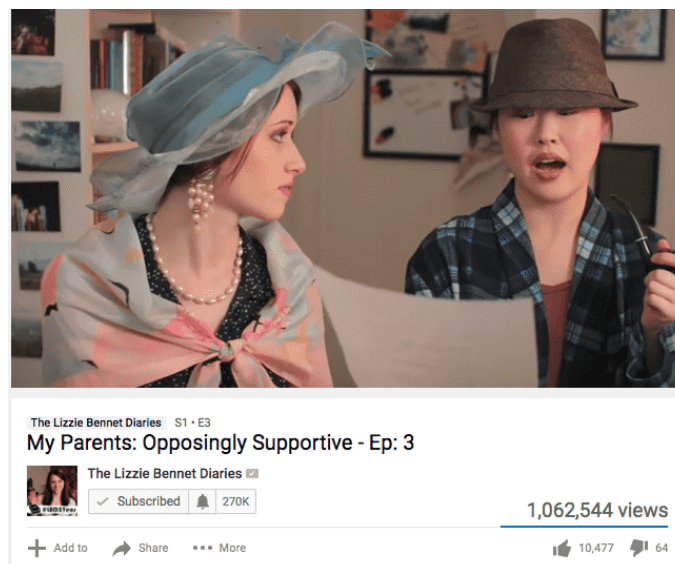 The Lizzie Bennet Diaries S1 • E3
My Parents: Opposingly Supportive - Ep: 3
The Lizzie Bennet Diaries
Subscribed 270K
1,062,544 views
Add to Share More
10,477 64